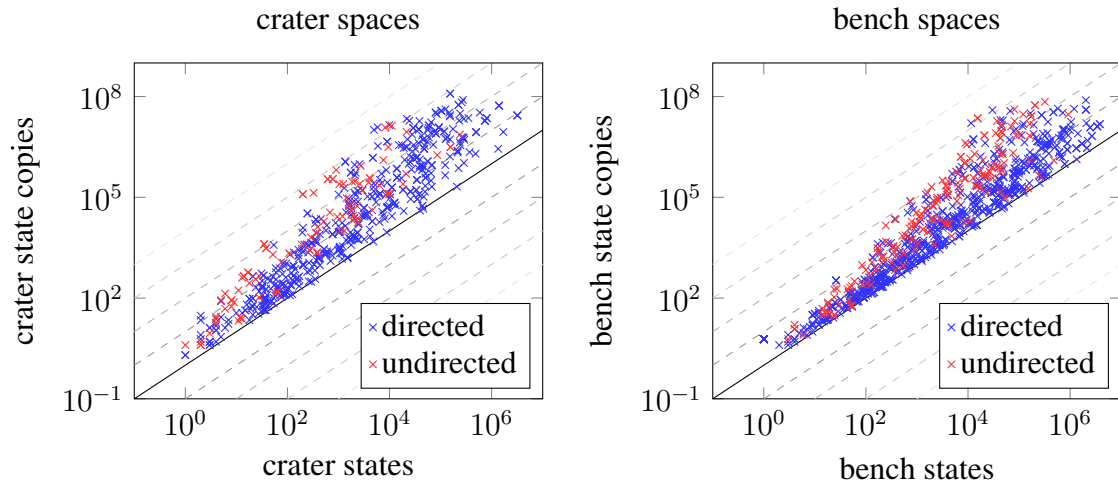 crater spaces
crater state copies
10^8
10^5
10^2
10^-1
10^0
10^2
10^4
10^6
crater states
directed
undirected
bench spaces
bench state copies
10^8
10^5
10^2
10^-1
10^0
10^2
10^4
10^6
bench states
directed
undirected